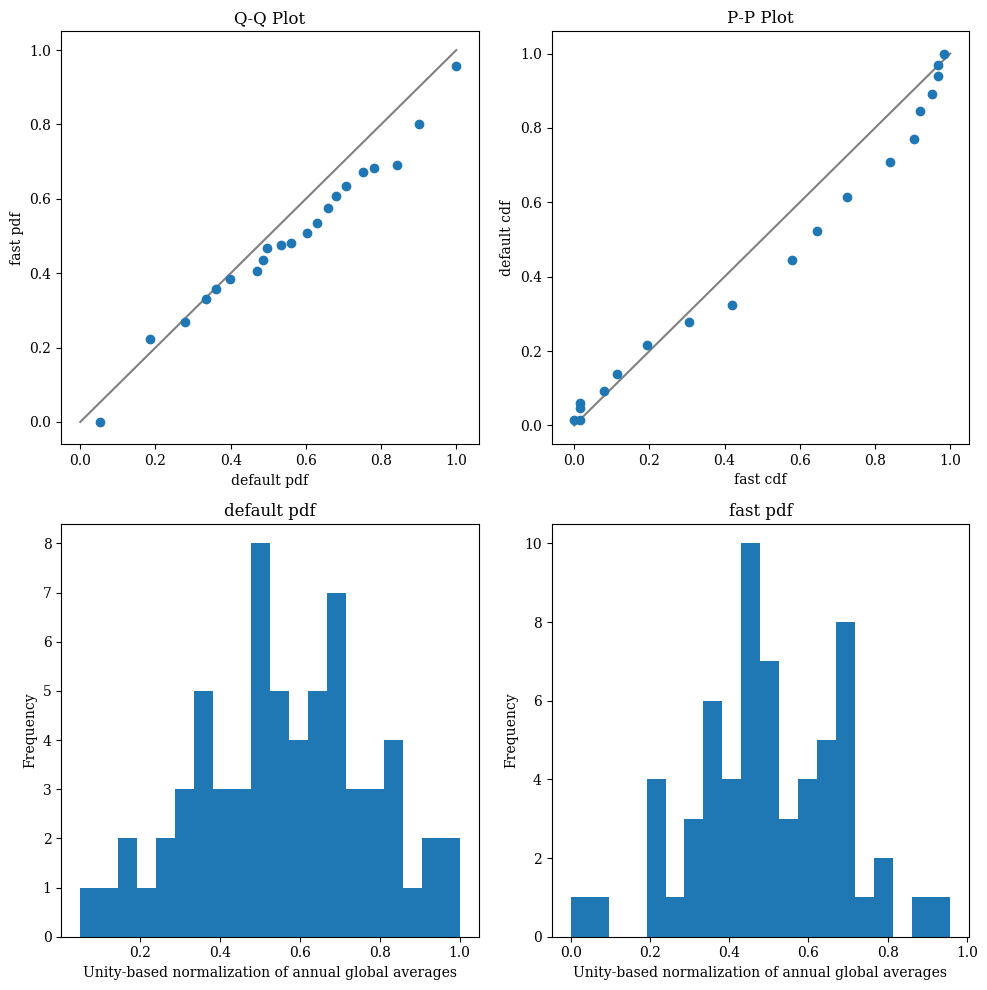 Q-Q Plot
1.0
0.8
0.6
0.4
0.2
0.0
fast pdf
0.0 0.2 0.4 0.6 0.8 1.0
default pdf
P-P Plot
1.0
0.8
0.6
0.4
0.2
0.0
default cdf
0.0 0.2 0.4 0.6 0.8 1.0
fast cdf
default pdf
8
7
6
5
4
3
2
1
0
Frequency
0.2 0.4 0.6 0.8 1.0
Unity-based normalization of annual global averages
fast pdf
10
8
6
4
2
0
Frequency
0.0 0.2 0.4 0.6 0.8 1.0
Unity-based normalization of annual global averages